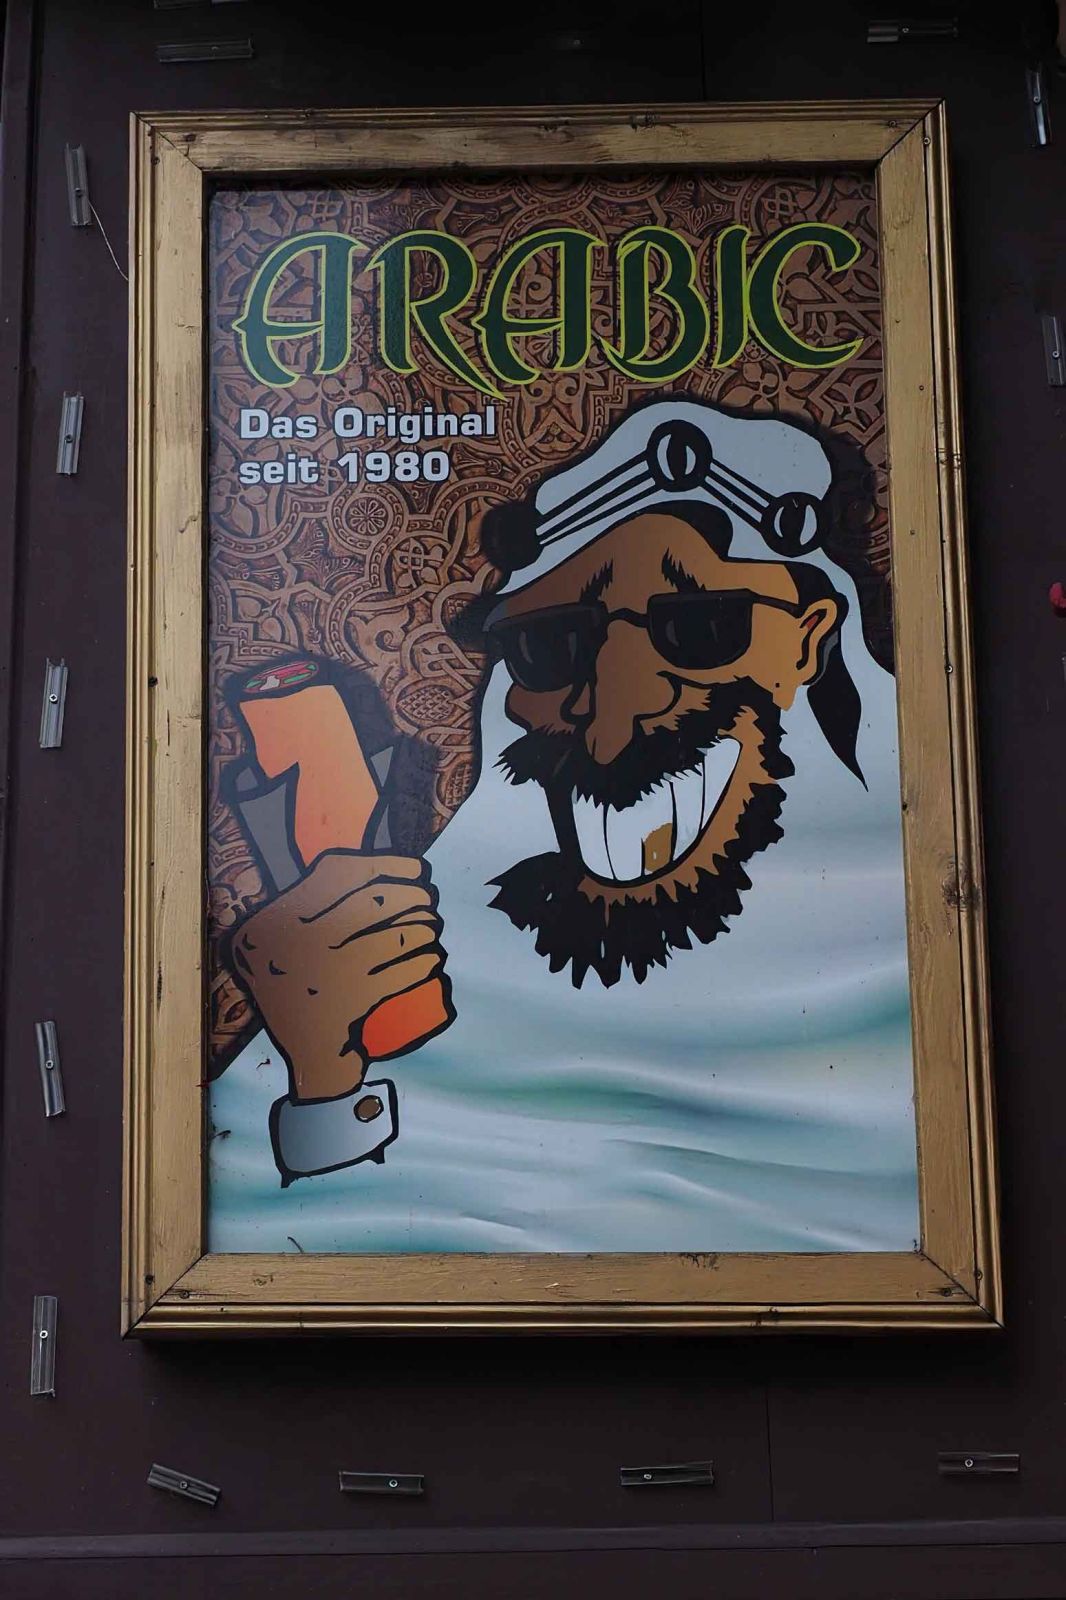 ARABIC
Das Original
seit 1980